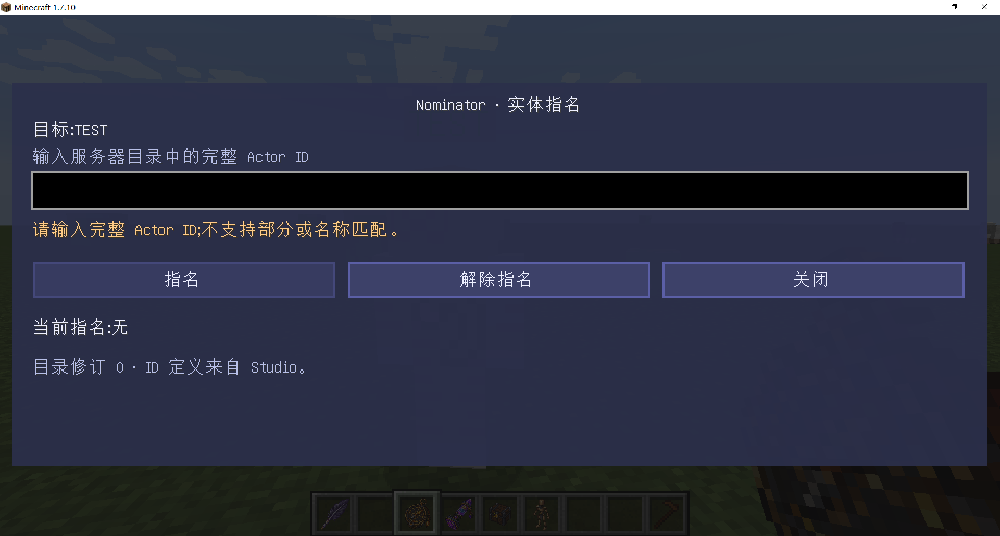 Minecraft 1.7.10
Nominator · 实体指名
目标:TEST
输入服务器目录中的完整 Actor ID
请输入完整 Actor ID;不支持部分或名称匹配。
指名
解除指名
关闭
当前指名:无
目录修订 0 · ID 定义来自 Studio。